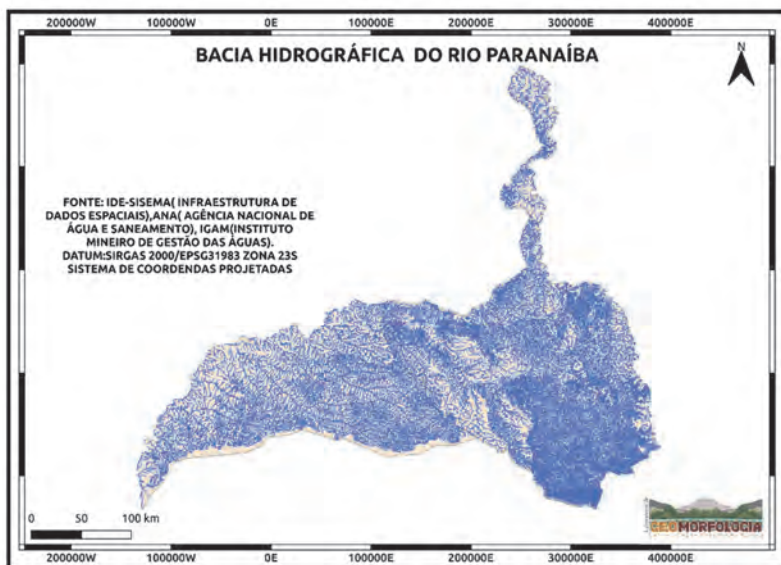 200000W 100000W 0E 100000E 200000E 300000E 400000E
BACIA HIDROGRÁFICA DO RIO PARANAÍBA
N
FONTE: IDE-SISEMA( INFRAESTRUTURA DE
DADOS ESPACIAIS),ANA( AGÊNCIA NACIONAL DE
ÁGUA E SANEAMENTO), IGAM(INSTITUTO
MINEIRO DE GESTÃO DAS ÁGUAS).
DATUM:SIRGAS 2000/EPSG31983 ZONA 23S
SISTEMA DE COORDENDAS PROJETADAS
0 50 100 km
GEOMORFOLOGIA
200000W 100000W 0E 100000E 200000E 300000E 400000E